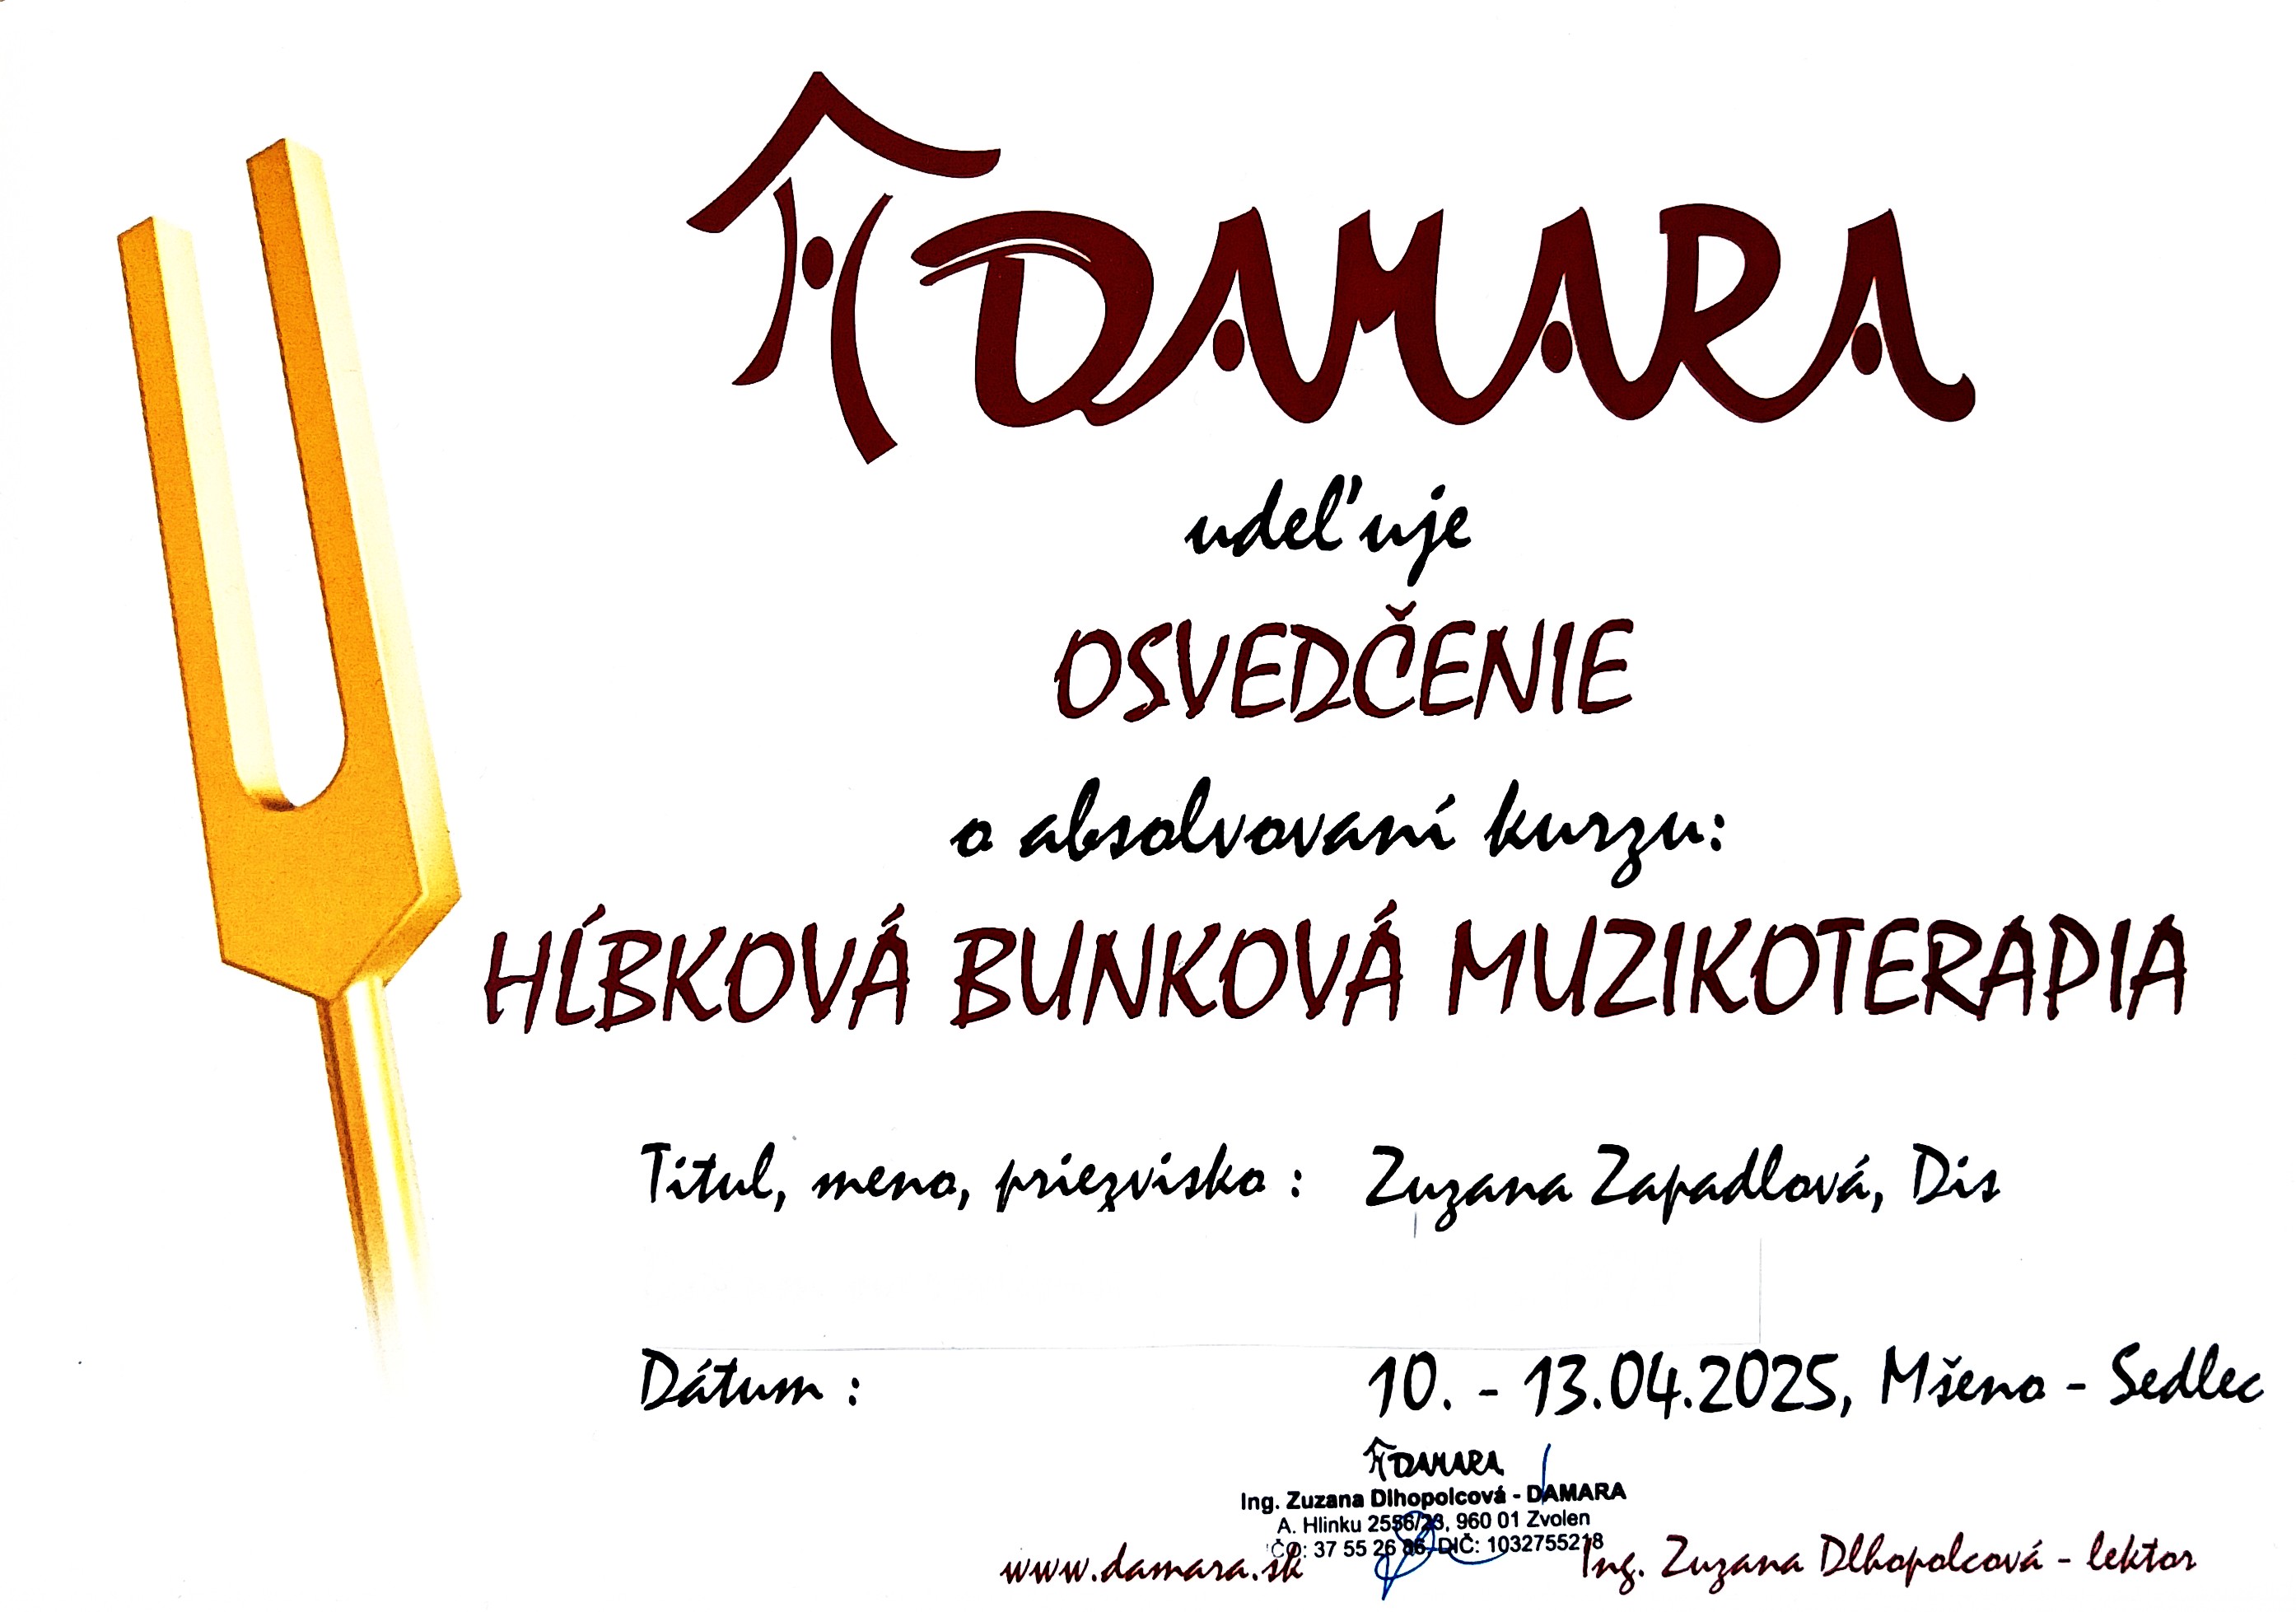 DAMARA
udeľuje
OSVEDČENIE
o absolvovaní kurzu:
HĹBKOVÁ BUNKOVÁ MUZIKOTERAPIA
Titul, meno, priezvisko : Zuzana Zapadlová, Dis
Dátum : 10. - 13.04.2025, Mšeno - Sedlec
DAMARA
Ing. Zuzana Dlhopolcová - DAMARA
A. Hlinku 2556/23, 960 01 Zvolen
IČO: 37 55 26 86, DIČ: 1032755218
www.damara.sk Ing. Zuzana Dlhopolcová - lektor